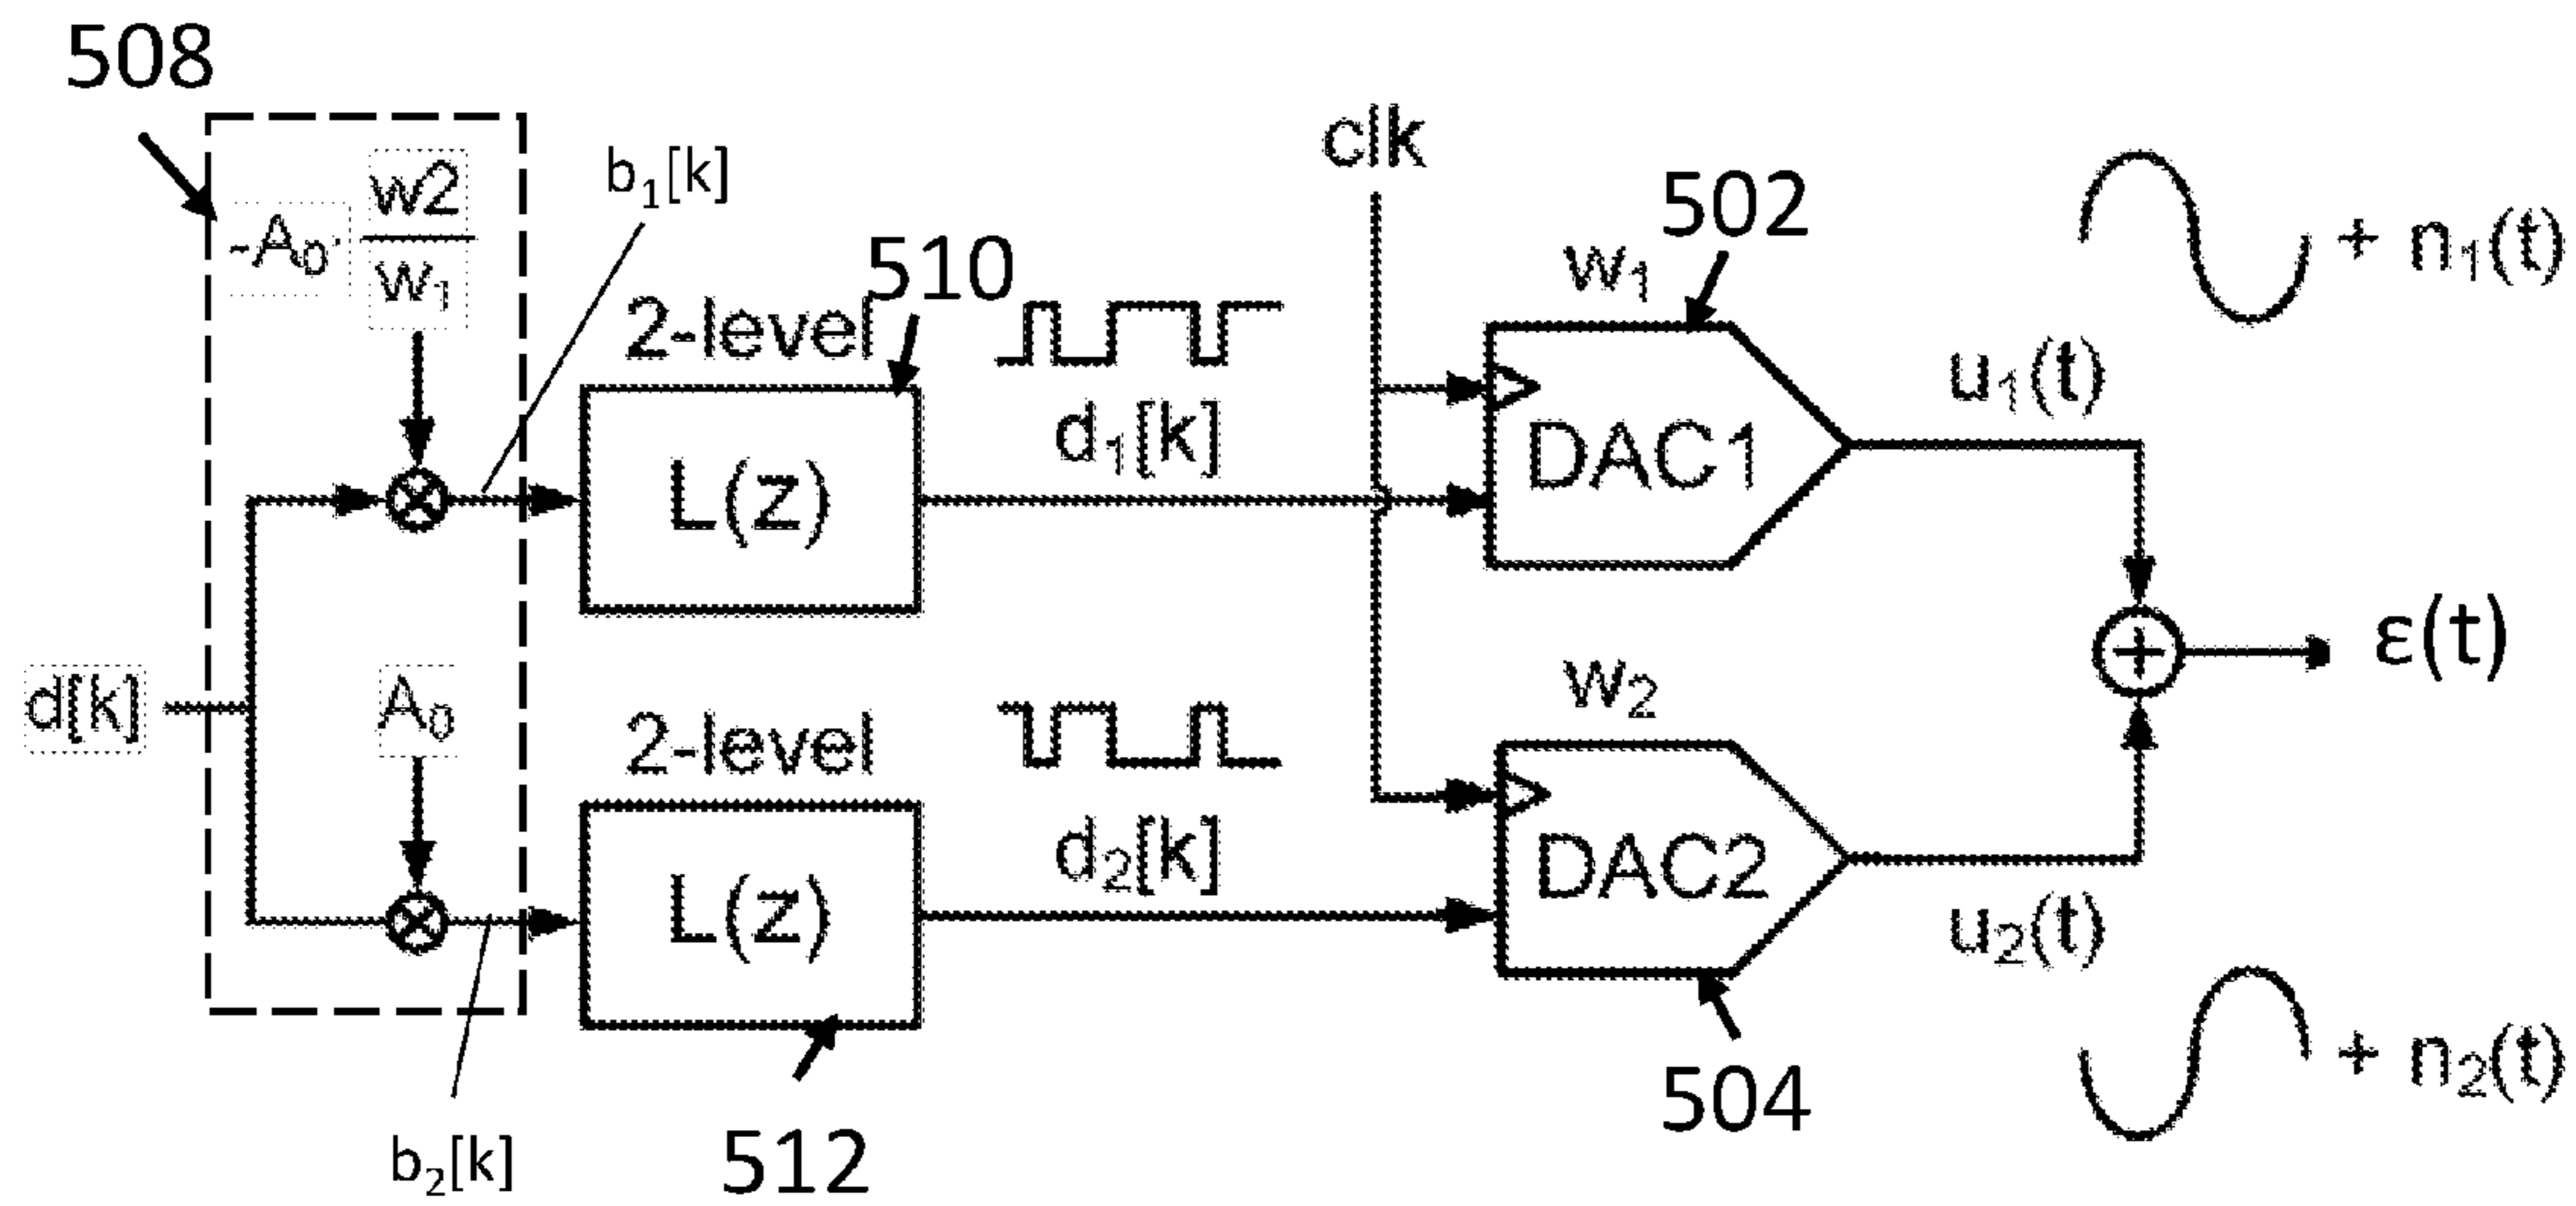 508
clk
b₁[k]
w2
-A₀·
w₁
502
w₁
+ n₁(t)
510
2-level
u₁(t)
d₁[k]
DAC1
L(z)
ε(t)
w₂
d[k]
A₀
2-level
d₂[k]
DAC2
L(z)
u₂(t)
+ n₂(t)
504
b₂[k]
512